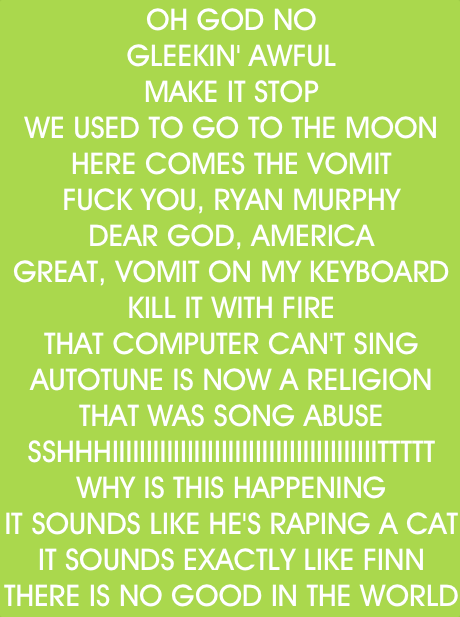 OH GOD NO
GLEEKIN' AWFUL
MAKE IT STOP
WE USED TO GO TO THE MOON
HERE COMES THE VOMIT
FUCK YOU, RYAN MURPHY
DEAR GOD, AMERICA
GREAT, VOMIT ON MY KEYBOARD
KILL IT WITH FIRE
THAT COMPUTER CAN'T SING
AUTOTUNE IS NOW A RELIGION
THAT WAS SONG ABUSE
SSHHHIIIIIIIIIIIIIIIIIIIIIIIIIIIIIIIIIIIIIIITTTTT
WHY IS THIS HAPPENING
IT SOUNDS LIKE HE'S RAPING A CAT
IT SOUNDS EXACTLY LIKE FINN
THERE IS NO GOOD IN THE WORLD